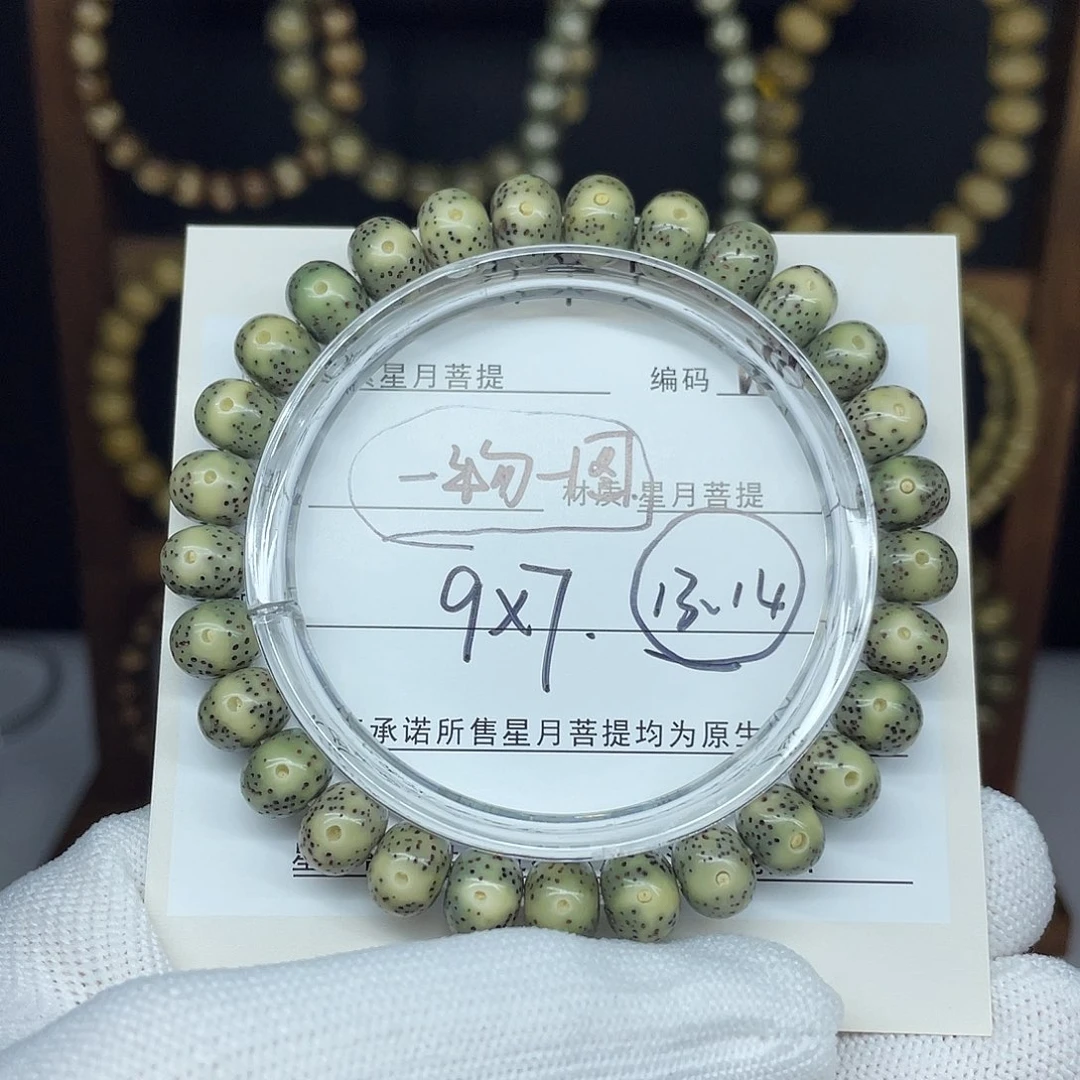 星月菩提 编码
一物一图
材质 星月菩提
9x7. 13.14
承诺所售星月菩提均为原生